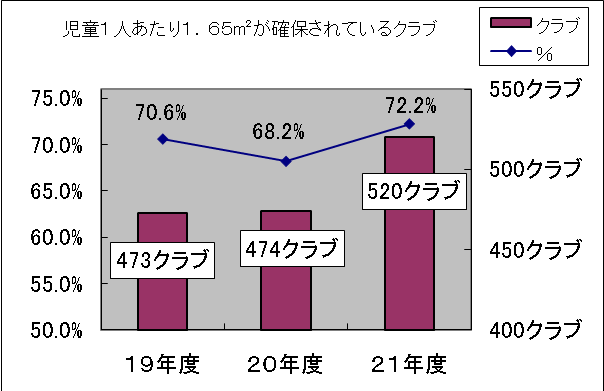 児童１人あたり１．６５㎡が確保されているクラブ
クラブ
％
75.0%
70.0%
65.0%
60.0%
55.0%
50.0%
70.6%
68.2%
72.2%
473クラブ
474クラブ
520クラブ
550クラブ
500クラブ
450クラブ
400クラブ
１９年度
２０年度
２１年度